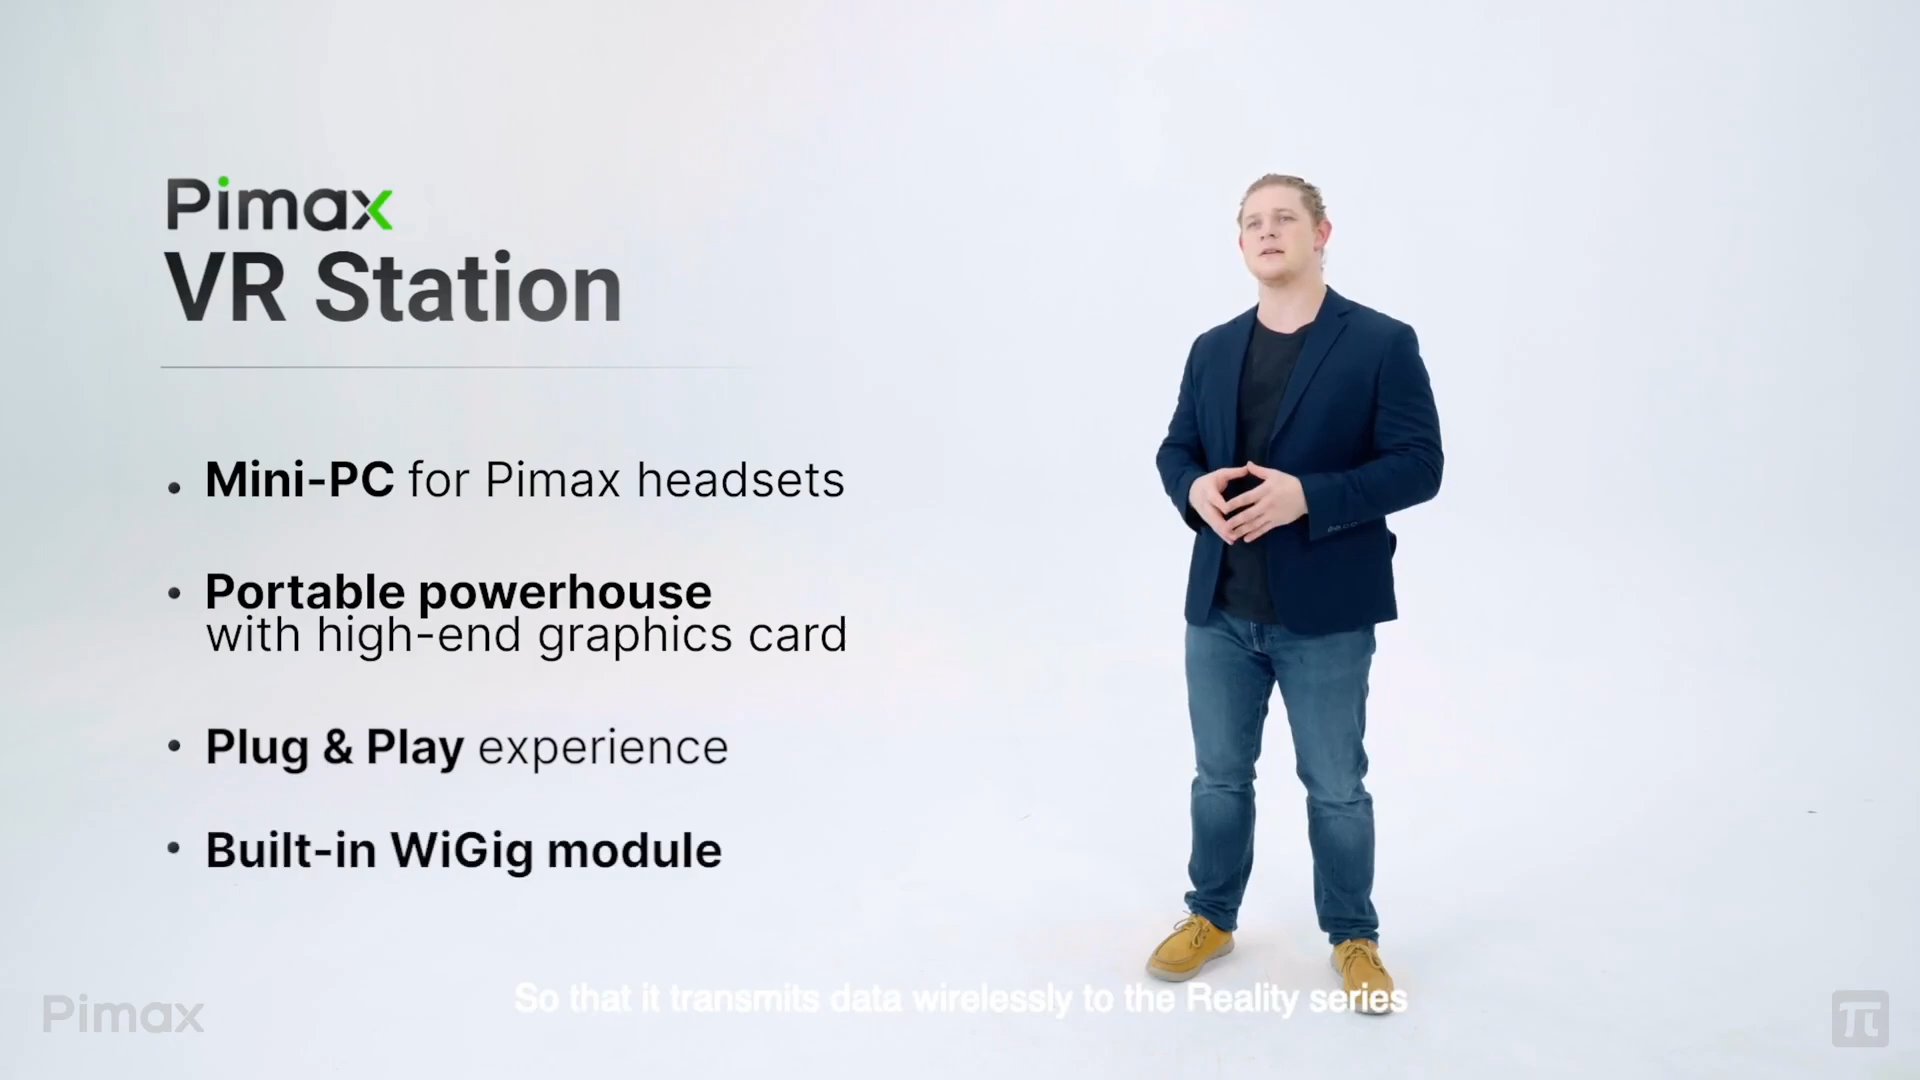 Pimax
VR Station
• Mini-PC for Pimax headsets
• Portable powerhouse
with high-end graphics card
• Plug & Play experience
• Built-in WiGig module
So that it transmits data wirelessly to the Reality series
Pimax
π